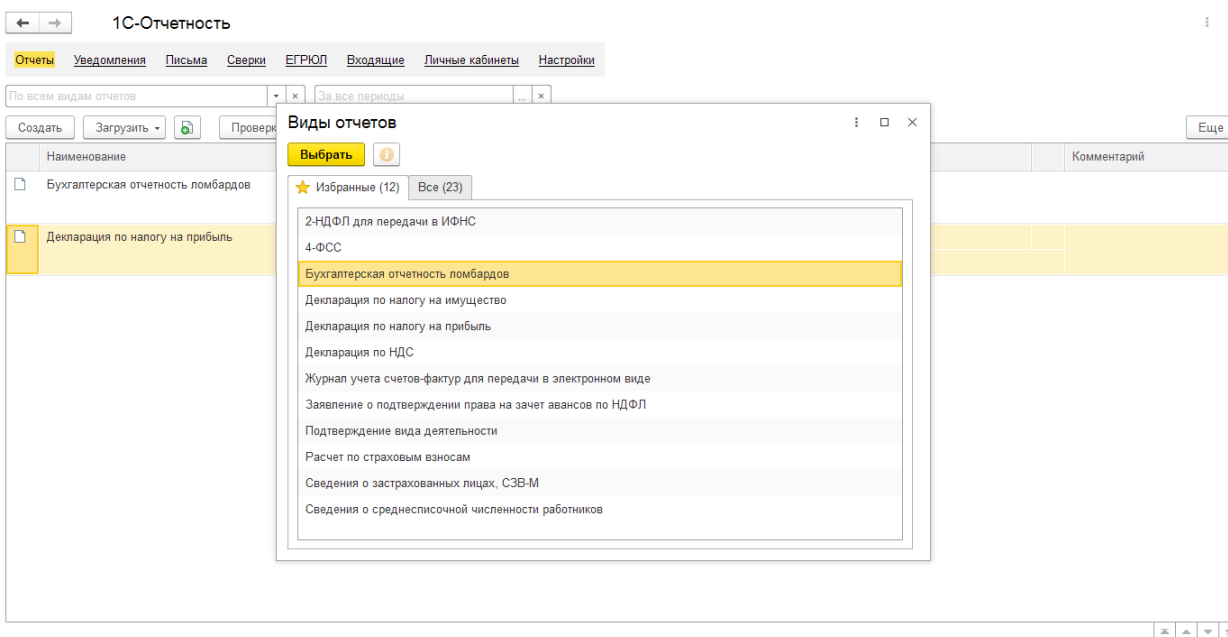 1С-Отчетность
Отчеты Уведомления Письма Сверки ЕГРЮЛ Входящие Личные кабинеты Настройки
По всем видам отчетов За все периоды ...
Создать Загрузить Проверк Еще
Наименование Комментарий
Бухгалтерская отчетность ломбардов
Декларация по налогу на прибыль
Виды отчетов
Выбрать
Избранные (12) Все (23)
2-НДФЛ для передачи в ИФНС
4-ФСС
Бухгалтерская отчетность ломбардов
Декларация по налогу на имущество
Декларация по налогу на прибыль
Декларация по НДС
Журнал учета счетов-фактур для передачи в электронном виде
Заявление о подтверждении права на зачет авансов по НДФЛ
Подтверждение вида деятельности
Расчет по страховым взносам
Сведения о застрахованных лицах, СЗВ-М
Сведения о среднесписочной численности работников